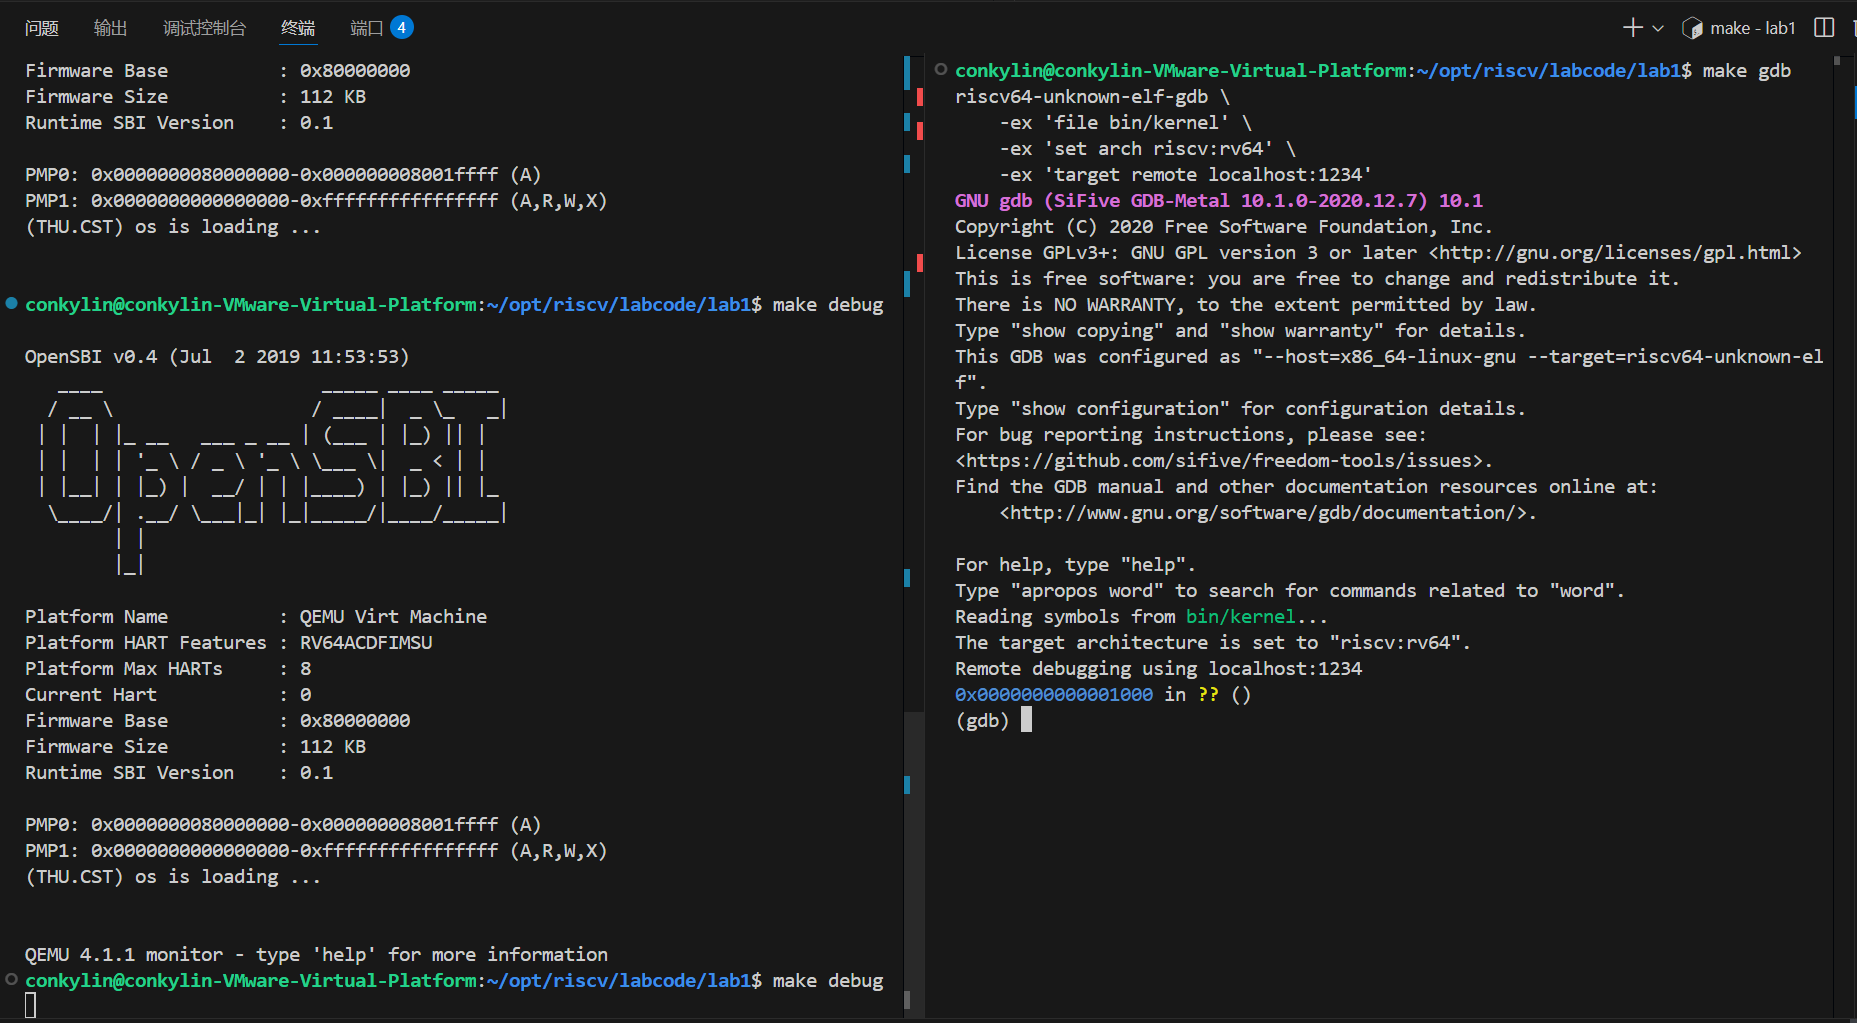 问题 输出 调试控制台 终端 端口 4
make - lab1
Firmware Base          : 0x80000000
Firmware Size          : 112 KB
Runtime SBI Version    : 0.1

PMP0: 0x0000000080000000-0x000000008001ffff (A)
PMP1: 0x0000000000000000-0xffffffffffffffff (A,R,W,X)
(THU.CST) os is loading ...

conkylin@conkylin-VMware-Virtual-Platform:~/opt/riscv/labcode/lab1$ make debug

OpenSBI v0.4 (Jul  2 2019 11:53:53)
   ____                    _____ ____ _____
  / __ \                  / ____|  _ \_   _|
 | |  | |_ __   ___ _ __ | (___ | |_) || |
 | |  | | '_ \ / _ \ '_ \ \___ \|  _ < | |
 | |__| | |_) |  __/ | | |____) | |_) || |_
  \____/| .__/ \___|_| |_|_____/|____/_____|
        | |
        |_|

Platform Name          : QEMU Virt Machine
Platform HART Features : RV64ACDFIMSU
Platform Max HARTs     : 8
Current Hart           : 0
Firmware Base          : 0x80000000
Firmware Size          : 112 KB
Runtime SBI Version    : 0.1

PMP0: 0x0000000080000000-0x000000008001ffff (A)
PMP1: 0x0000000000000000-0xffffffffffffffff (A,R,W,X)
(THU.CST) os is loading ...

QEMU 4.1.1 monitor - type 'help' for more information
conkylin@conkylin-VMware-Virtual-Platform:~/opt/riscv/labcode/lab1$ make debug
conkylin@conkylin-VMware-Virtual-Platform:~/opt/riscv/labcode/lab1$ make gdb
riscv64-unknown-elf-gdb \
    -ex 'file bin/kernel' \
    -ex 'set arch riscv:rv64' \
    -ex 'target remote localhost:1234'
GNU gdb (SiFive GDB-Metal 10.1.0-2020.12.7) 10.1
Copyright (C) 2020 Free Software Foundation, Inc.
License GPLv3+: GNU GPL version 3 or later <http://gnu.org/licenses/gpl.html>
This is free software: you are free to change and redistribute it.
There is NO WARRANTY, to the extent permitted by law.
Type "show copying" and "show warranty" for details.
This GDB was configured as "--host=x86_64-linux-gnu --target=riscv64-unknown-el
f".
Type "show configuration" for configuration details.
For bug reporting instructions, please see:
<https://github.com/sifive/freedom-tools/issues>.
Find the GDB manual and other documentation resources online at:
    <http://www.gnu.org/software/gdb/documentation/>.

For help, type "help".
Type "apropos word" to search for commands related to "word".
Reading symbols from bin/kernel...
The target architecture is set to "riscv:rv64".
Remote debugging using localhost:1234
0x0000000000001000 in ?? ()
(gdb)